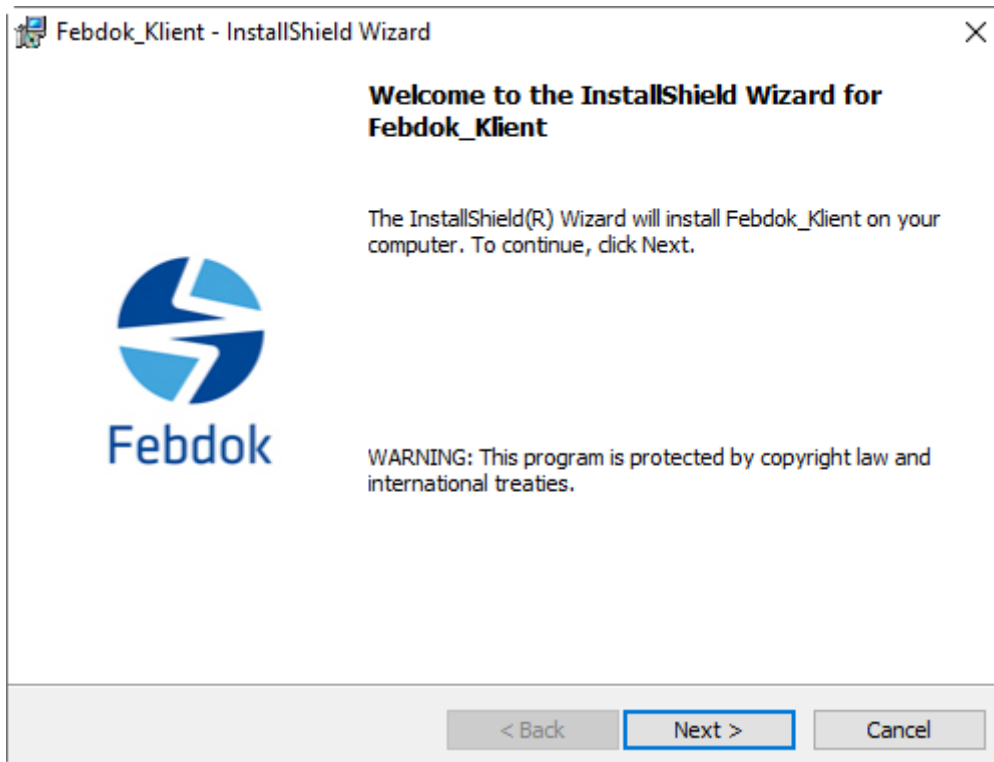 Febdok_Klient - InstallShield Wizard
Welcome to the InstallShield Wizard for
Febdok_Klient
The InstallShield(R) Wizard will install Febdok_Klient on your
computer. To continue, click Next.
Febdok
WARNING: This program is protected by copyright law and
international treaties.
< Back
Next >
Cancel